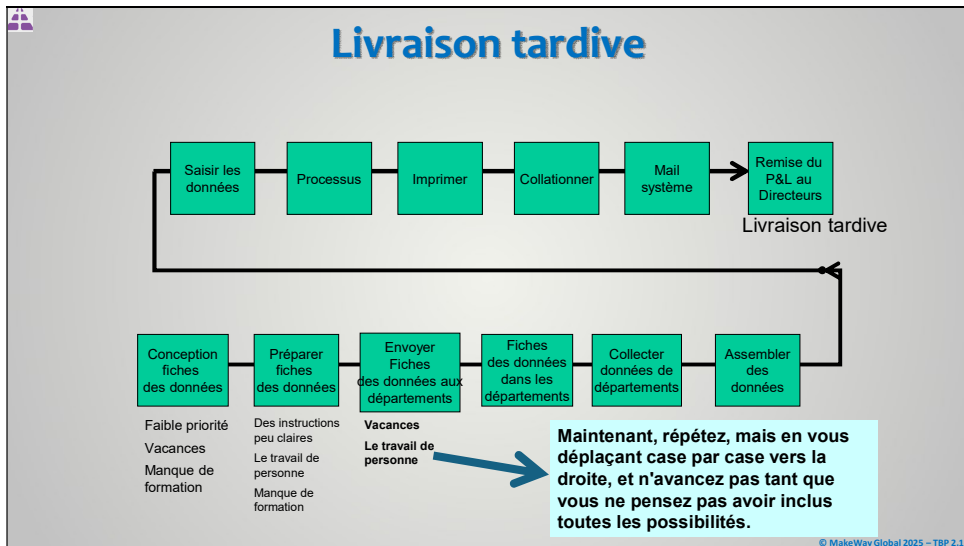 Livraison tardive
Saisir les
données
Processus
Imprimer
Collationner
Mail
système
Remise du
P&L au
Directeurs
Livraison tardive
Conception
fiches
des données
Préparer
fiches
des données
Envoyer
Fiches
des données aux
départements
Fiches
des données
dans les
départements
Collecter
données de
départements
Assembler
des
données
Faible priorité
Vacances
Manque de
formation
Des instructions
peu claires
Le travail de
personne
Manque de
formation
Vacances
Le travail de
personne
Maintenant, répétez, mais en vous
déplaçant case par case vers la
droite, et n'avancez pas tant que
vous ne pensez pas avoir inclus
toutes les possibilités.
© MakeWay Global 2025 – TBP 2.1